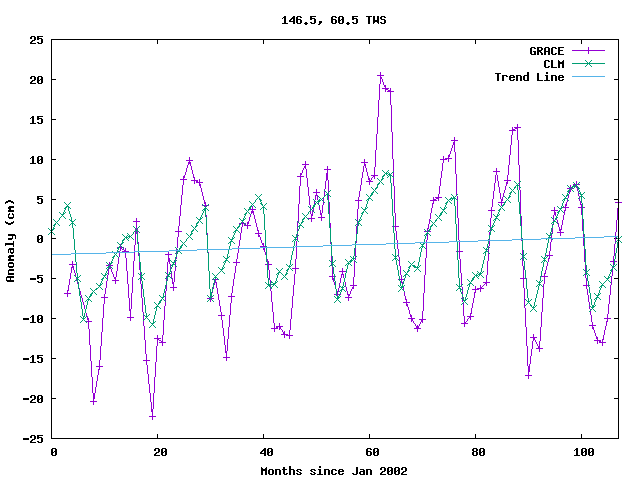 146.5, 60.5 TWS
GRACE
CLM
Trend Line
25
20
15
10
5
0
-5
-10
-15
-20
-25
Anomaly (cm)
0 20 40 60 80 100
Months since Jan 2002